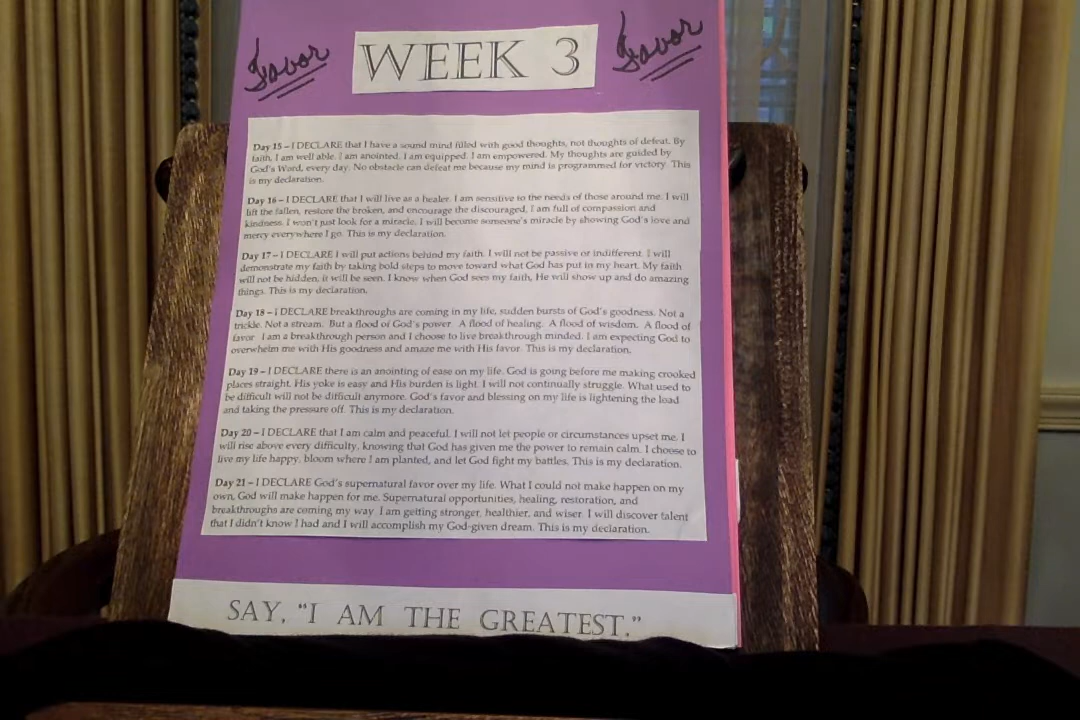 Favor WEEK 3 Favor
Day 15 – I DECLARE that I have a sound mind filled with good thoughts, not thoughts of defeat. By
faith, I am well able. I am anointed. I am equipped. I am empowered. My thoughts are guided by
God's Word, every day. No obstacle can defeat me because my mind is programmed for victory. This
is my declaration.
Day 16 – I DECLARE that I will live as a healer. I am sensitive to the needs of those around me. I will
lift the fallen, restore the broken, and encourage the discouraged. I am full of compassion and
kindness. I won't just look for a miracle. I will become someone's miracle by showing God's love and
mercy everywhere I go. This is my declaration.
Day 17 – I DECLARE I will put actions behind my faith. I will not be passive or indifferent. I will
demonstrate my faith by taking bold steps to move toward what God has put in my heart. My faith
will not be hidden, it will be seen. I know when God sees my faith, He will show up and do amazing
things. This is my declaration.
Day 18 – I DECLARE breakthroughs are coming in my life, sudden bursts of God's goodness. Not a
trickle. Not a stream. But a flood of God's power. A flood of healing. A flood of wisdom. A flood of
favor I am a breakthrough person and I choose to live breakthrough minded. I am expecting God to
overwhelm me with His goodness and amaze me with His favor. This is my declaration.
Day 19 – I DECLARE there is an anointing of ease on my life. God is going before me making crooked
places straight. His yoke is easy and His burden is light. I will not continually struggle. What used to
be difficult will not be difficult anymore. God's favor and blessing on my life is lightening the load
and taking the pressure off. This is my declaration.
Day 20 – I DECLARE that I am calm and peaceful. I will not let people or circumstances upset me. I
will rise above every difficulty, knowing that God has given me the power to remain calm. I choose to
live my life happy, bloom where I am planted, and let God fight my battles. This is my declaration.
Day 21 – I DECLARE God's supernatural favor over my life. What I could not make happen on my
own, God will make happen for me. Supernatural opportunities, healing, restoration, and
breakthroughs are coming my way. I am getting stronger, healthier, and wiser. I will discover talent
that I didn't know I had and I will accomplish my God-given dream. This is my declaration.
SAY, "I AM THE GREATEST."